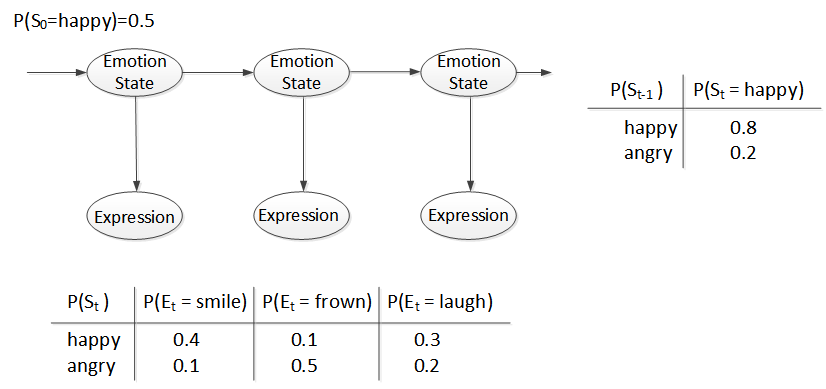 P(S₀=happy)=0.5
Emotion State
Emotion State
Emotion State
Expression
Expression
Expression
P(Sₜ₋₁ ) P(Sₜ = happy)
happy 0.8
angry 0.2
P(Sₜ ) P(Eₜ = smile) P(Eₜ = frown) P(Eₜ = laugh)
happy 0.4 0.1 0.3
angry 0.1 0.5 0.2